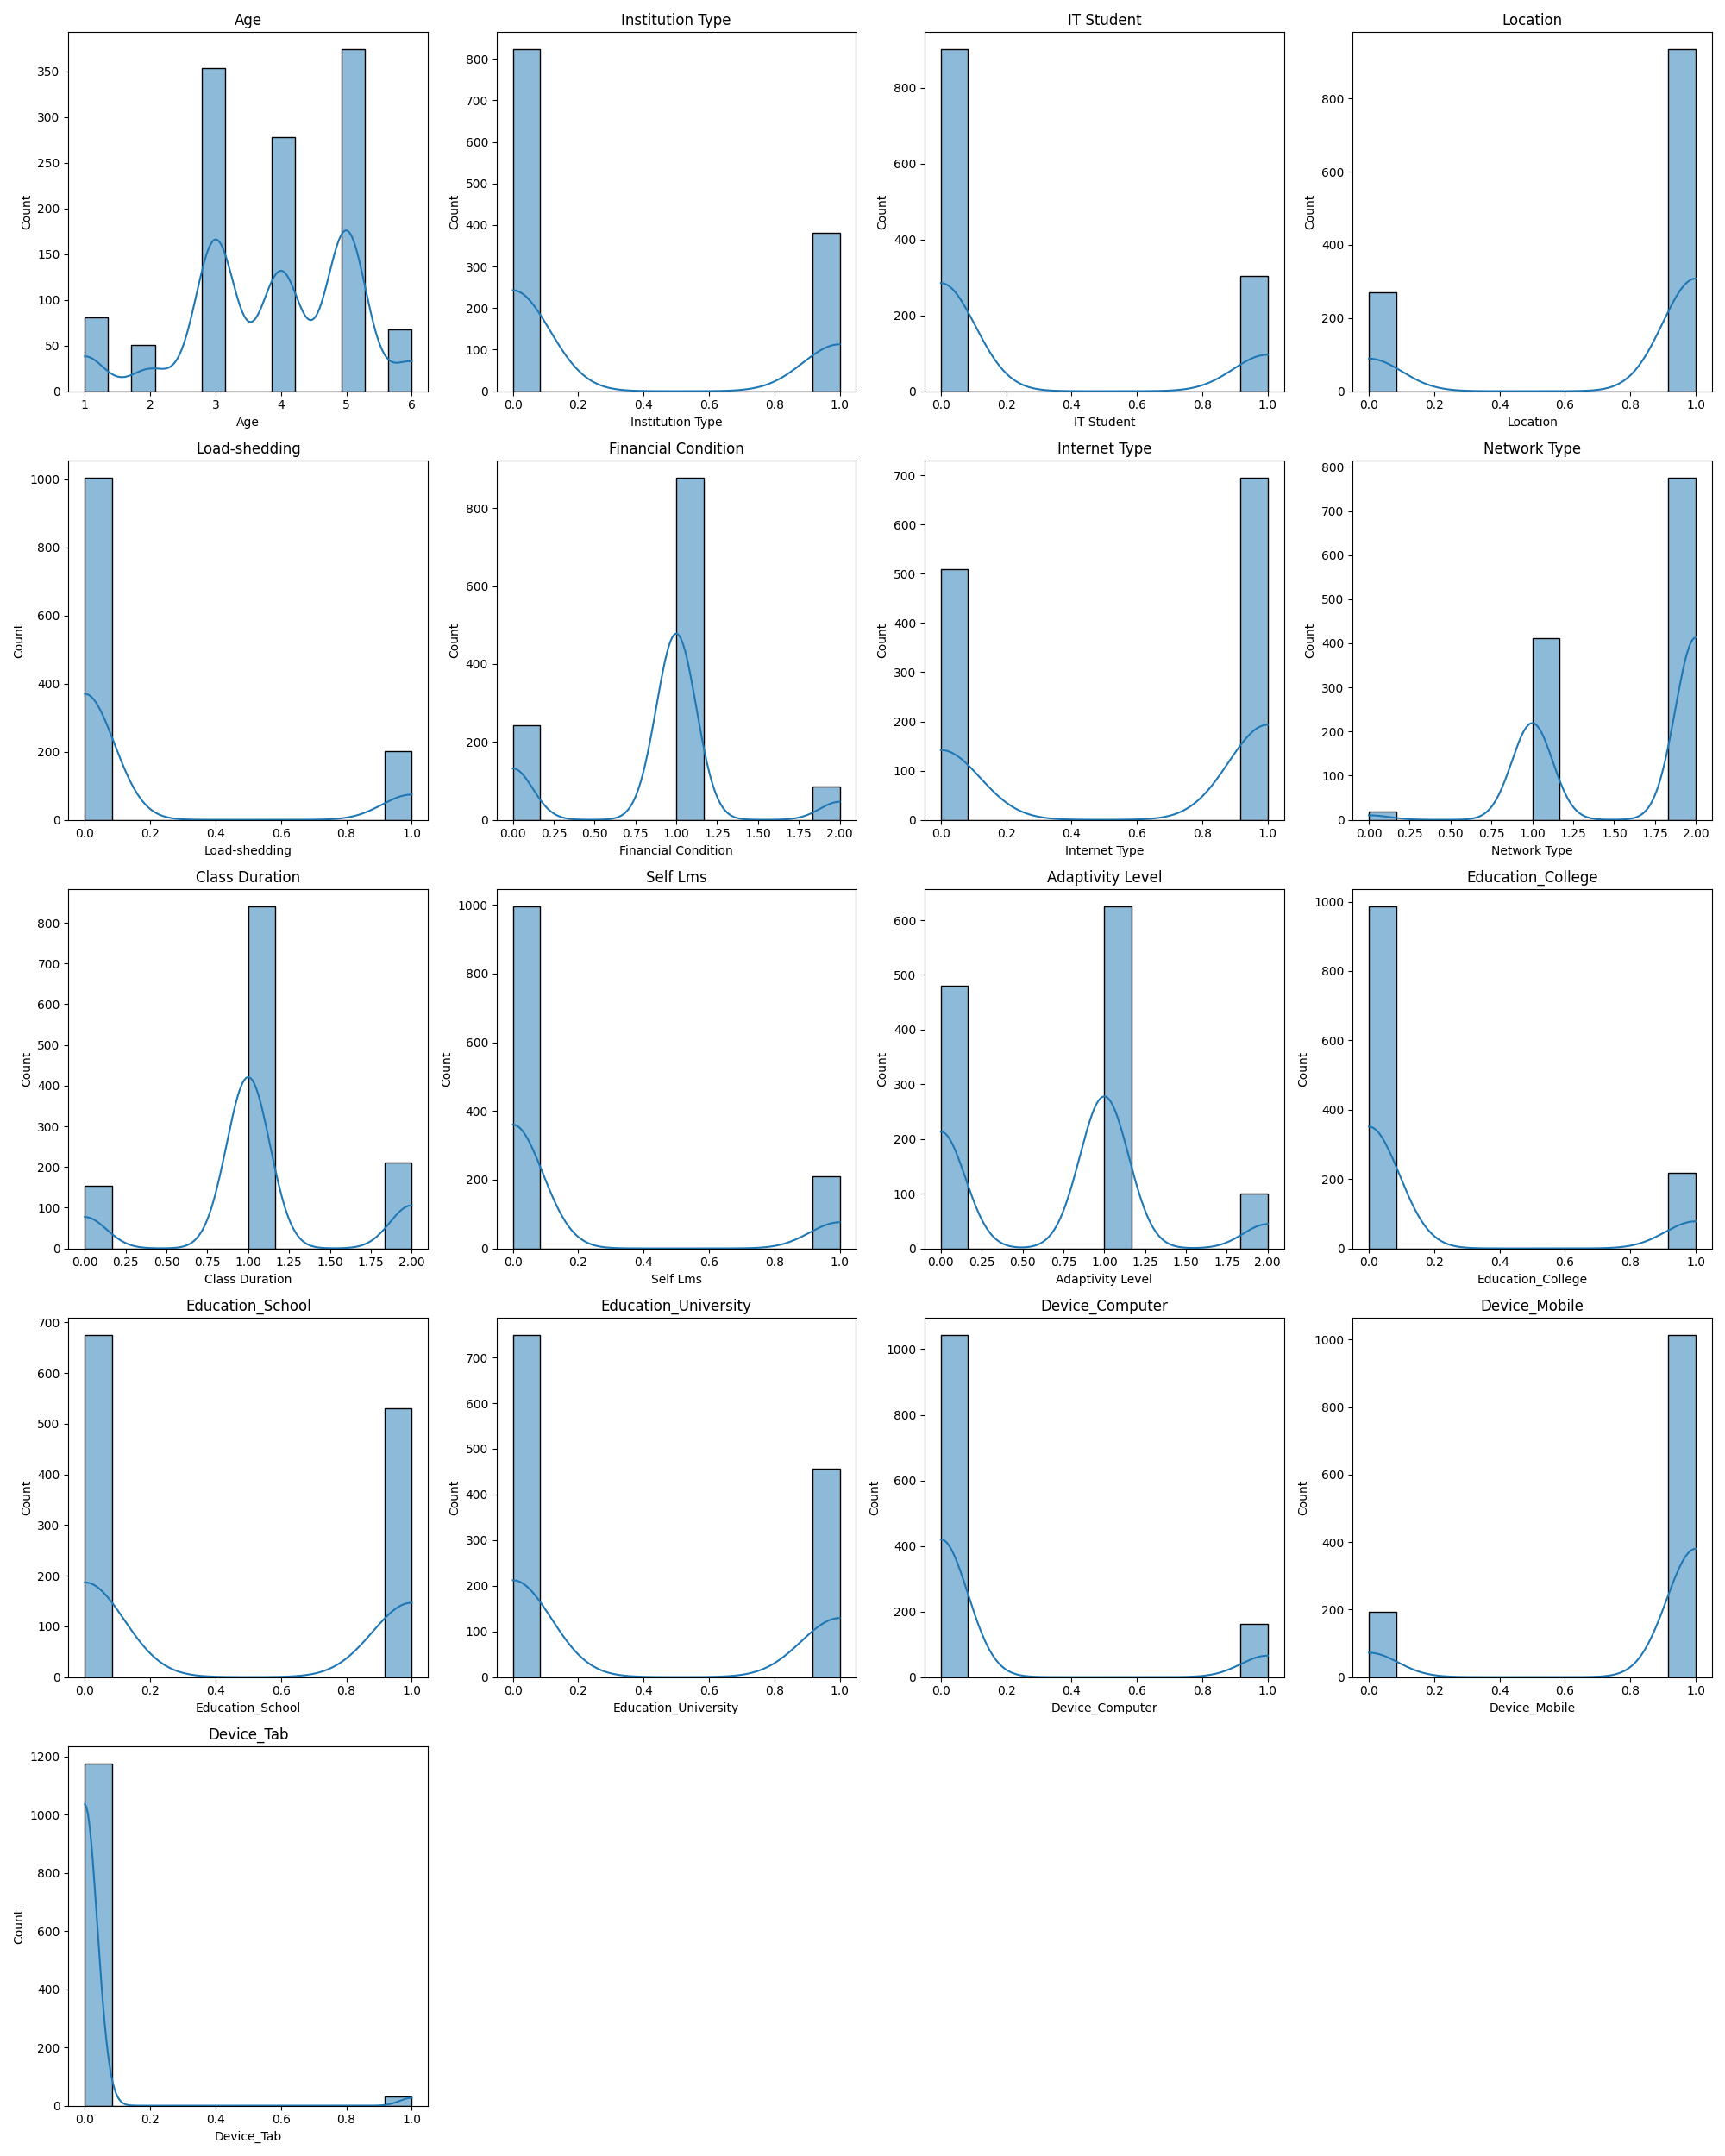 Age
Institution Type
IT Student
Location
350
300
250
200
150
100
50
0
Count
1 2 3 4 5 6
Age
800
700
600
500
400
300
200
100
0
Count
0.0 0.2 0.4 0.6 0.8 1.0
Institution Type
800
600
400
200
0
Count
0.0 0.2 0.4 0.6 0.8 1.0
IT Student
800
600
400
200
0
Count
0.0 0.2 0.4 0.6 0.8 1.0
Location
Load-shedding
Financial Condition
Internet Type
Network Type
1000
800
600
400
200
0
Count
0.0 0.2 0.4 0.6 0.8 1.0
Load-shedding
800
600
400
200
0
Count
0.00 0.25 0.50 0.75 1.00 1.25 1.50 1.75 2.00
Financial Condition
700
600
500
400
300
200
100
0
Count
0.0 0.2 0.4 0.6 0.8 1.0
Internet Type
800
700
600
500
400
300
200
100
0
Count
0.00 0.25 0.50 0.75 1.00 1.25 1.50 1.75 2.00
Network Type
Class Duration
Self Lms
Adaptivity Level
Education_College
800
700
600
500
400
300
200
100
0
Count
0.00 0.25 0.50 0.75 1.00 1.25 1.50 1.75 2.00
Class Duration
1000
800
600
400
200
0
Count
0.0 0.2 0.4 0.6 0.8 1.0
Self Lms
600
500
400
300
200
100
0
Count
0.00 0.25 0.50 0.75 1.00 1.25 1.50 1.75 2.00
Adaptivity Level
1000
800
600
400
200
0
Count
0.0 0.2 0.4 0.6 0.8 1.0
Education_College
Education_School
Education_University
Device_Computer
Device_Mobile
700
600
500
400
300
200
100
0
Count
0.0 0.2 0.4 0.6 0.8 1.0
Education_School
700
600
500
400
300
200
100
0
Count
0.0 0.2 0.4 0.6 0.8 1.0
Education_University
1000
800
600
400
200
0
Count
0.0 0.2 0.4 0.6 0.8 1.0
Device_Computer
1000
800
600
400
200
0
Count
0.0 0.2 0.4 0.6 0.8 1.0
Device_Mobile
Device_Tab
1200
1000
800
600
400
200
0
Count
0.0 0.2 0.4 0.6 0.8 1.0
Device_Tab